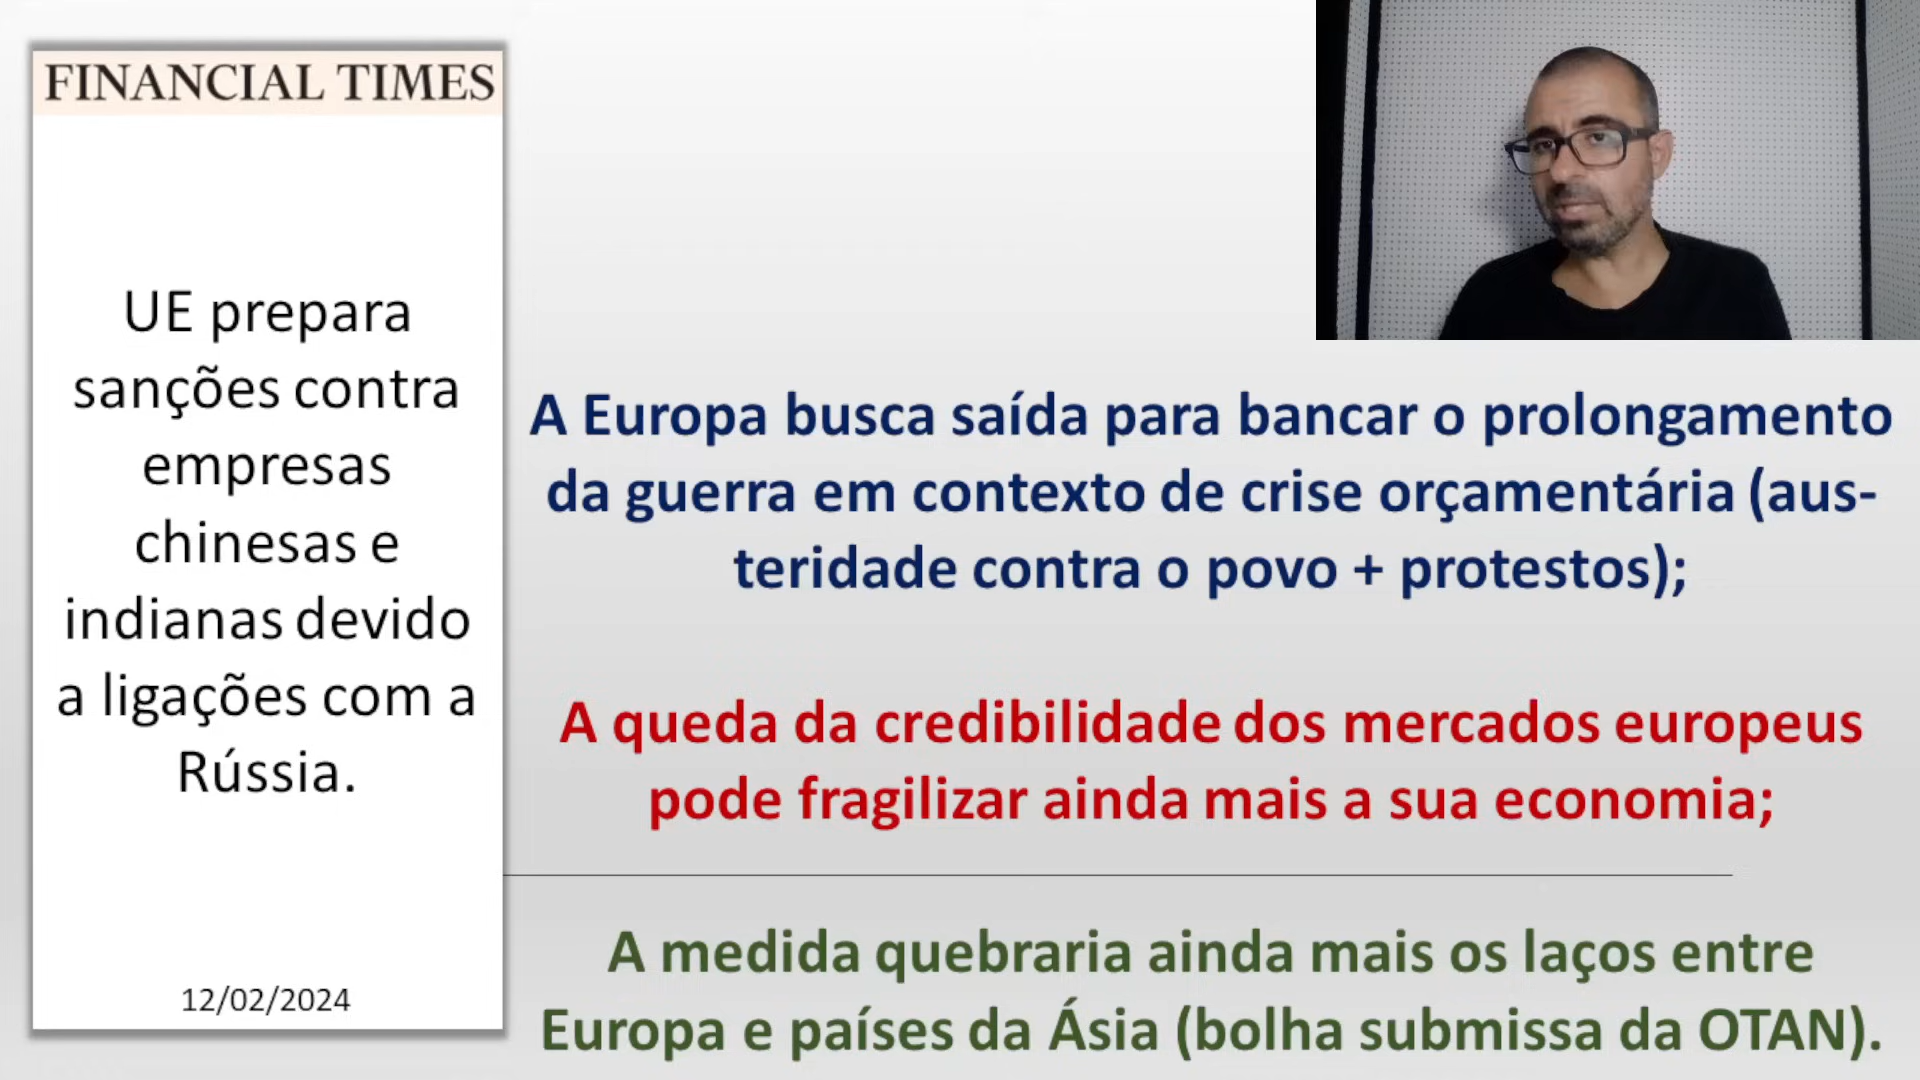 FINANCIAL TIMES
UE prepara
sanções contra
empresas
chinesas e
indianas devido
a ligações com a
Rússia.
12/02/2024
A Europa busca saída para bancar o prolongamento
da guerra em contexto de crise orçamentária (aus-
teridade contra o povo + protestos);
A queda da credibilidade dos mercados europeus
pode fragilizar ainda mais a sua economia;
A medida quebraria ainda mais os laços entre
Europa e países da Ásia (bolha submissa da OTAN).